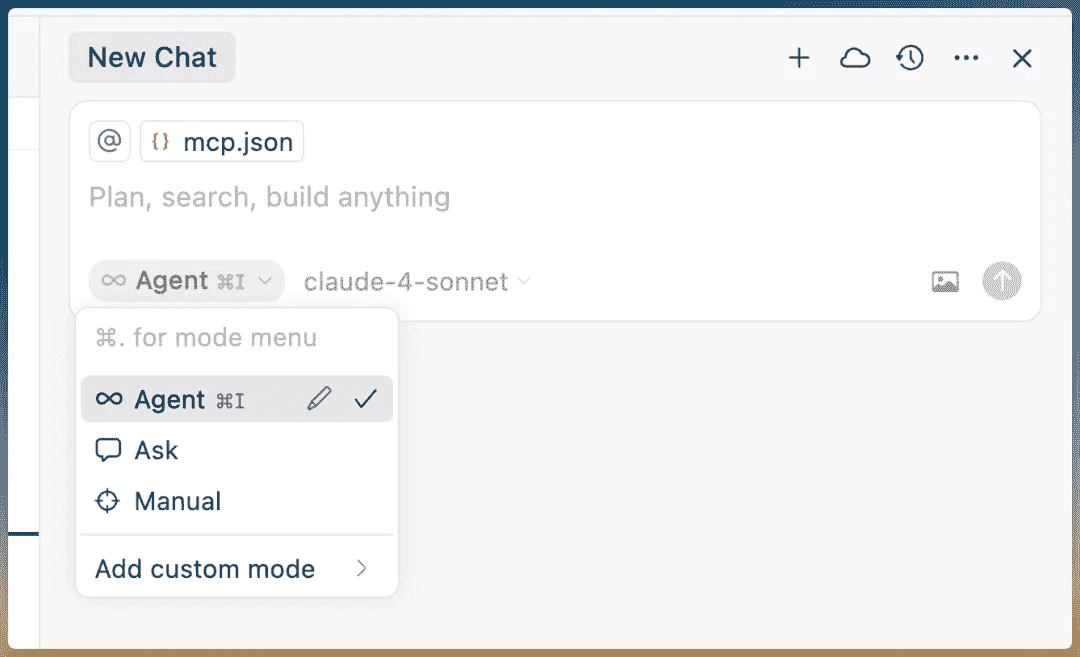 New Chat
@ {} mcp.json
Plan, search, build anything
Agent ⌘I claude-4-sonnet
⌘. for mode menu
Agent ⌘I
Ask
Manual
Add custom mode